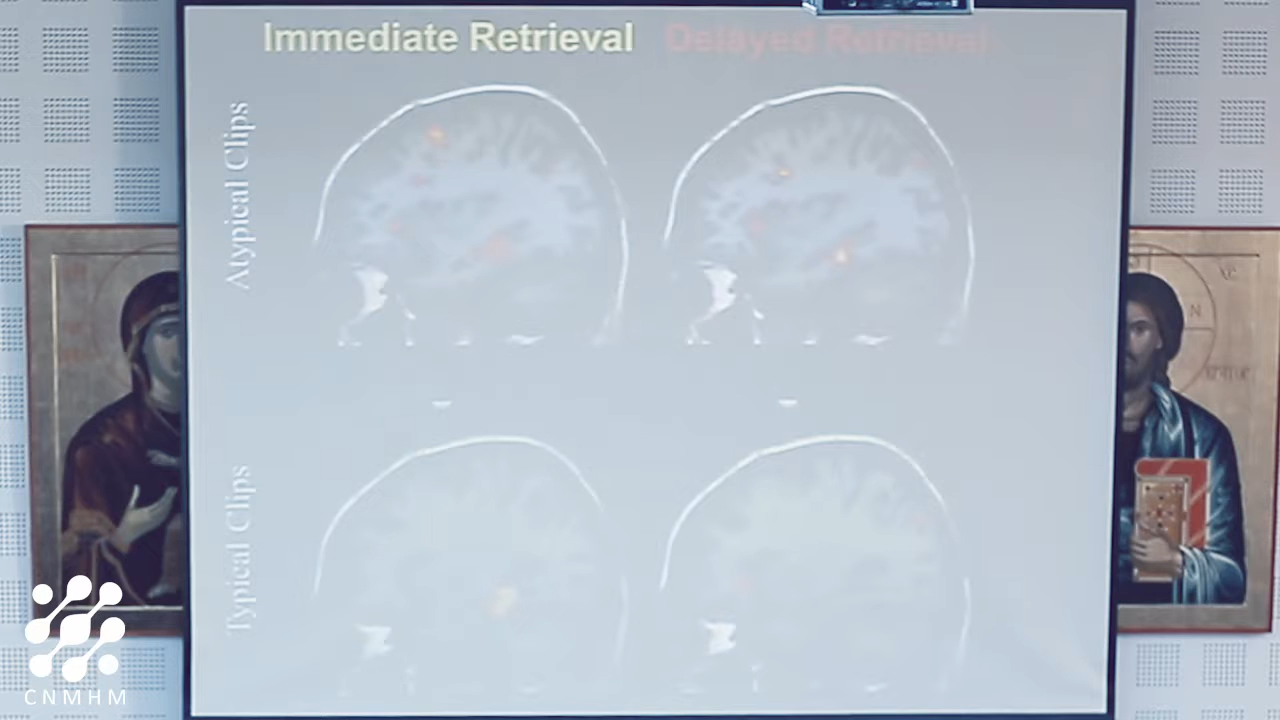 Immediate Retrieval
Delayed Retrieval
Atypical Clips
Typical Clips
CNMHM